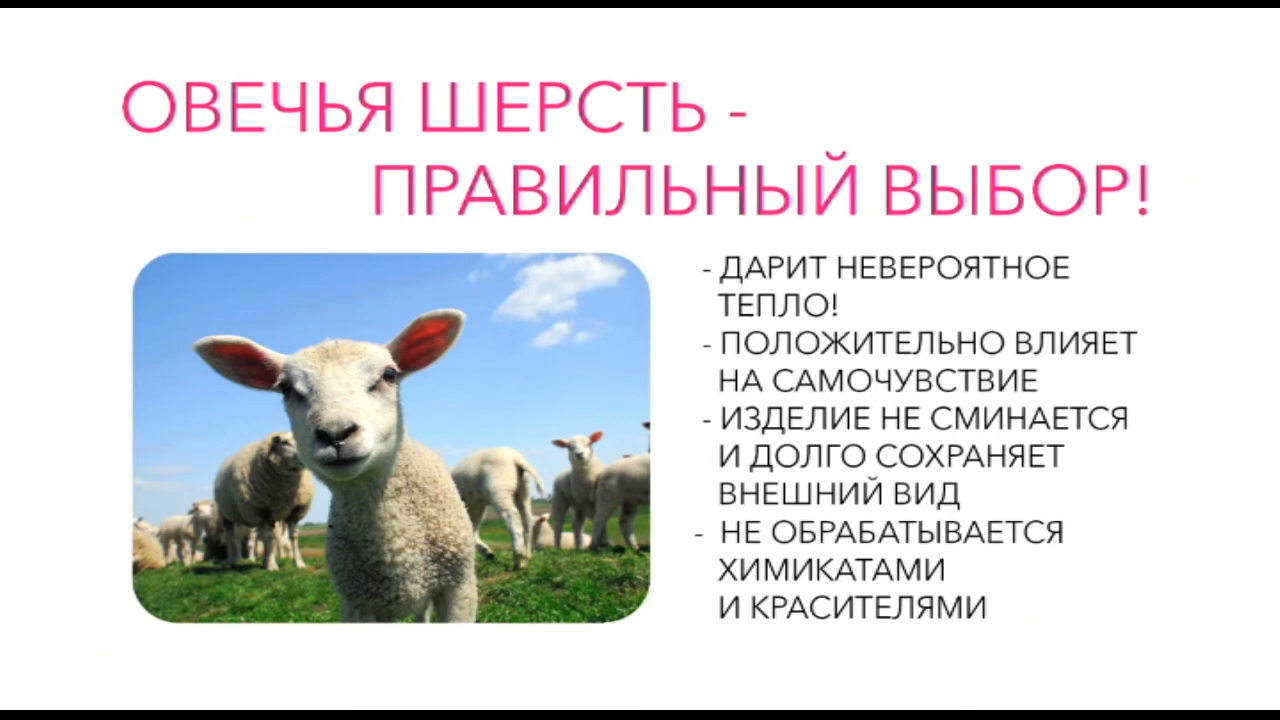 ОВЕЧЬЯ ШЕРСТЬ -
ПРАВИЛЬНЫЙ ВЫБОР!
- ДАРИТ НЕВЕРОЯТНОЕ
ТЕПЛО!
- ПОЛОЖИТЕЛЬНО ВЛИЯЕТ
НА САМОЧУВСТВИЕ
- ИЗДЕЛИЕ НЕ СМИНАЕТСЯ
И ДОЛГО СОХРАНЯЕТ
ВНЕШНИЙ ВИД
- НЕ ОБРАБАТЫВАЕТСЯ
ХИМИКАТАМИ
И КРАСИТЕЛЯМИ